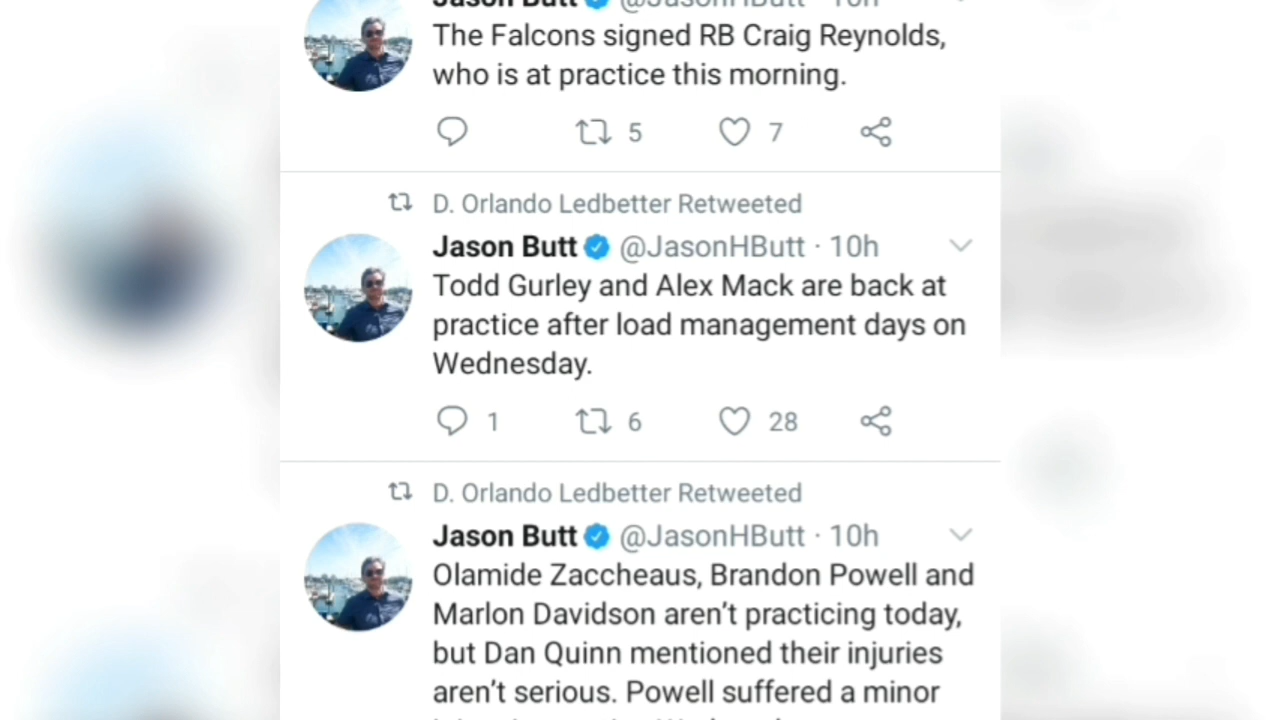 Jason Butt @JasonHButt · 10h
The Falcons signed RB Craig Reynolds,
who is at practice this morning.
5 7
D. Orlando Ledbetter Retweeted
Jason Butt @JasonHButt · 10h
Todd Gurley and Alex Mack are back at
practice after load management days on
Wednesday.
1 6 28
D. Orlando Ledbetter Retweeted
Jason Butt @JasonHButt · 10h
Olamide Zaccheaus, Brandon Powell and
Marlon Davidson aren't practicing today,
but Dan Quinn mentioned their injuries
aren't serious. Powell suffered a minor